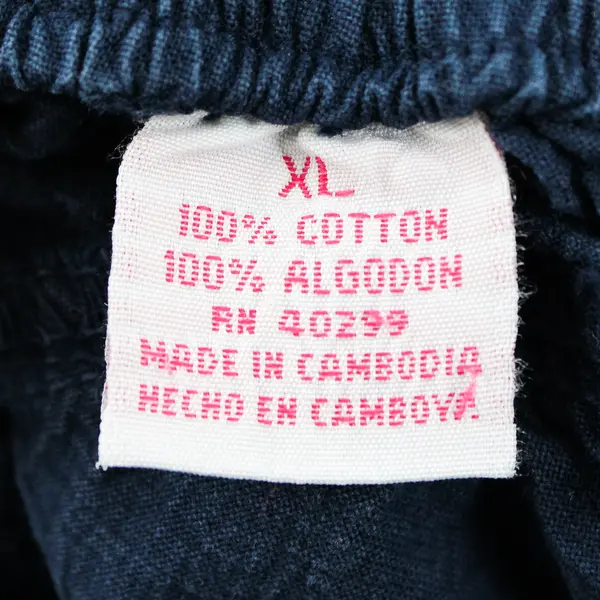 XL
100% COTTON
100% ALGODON
RN 40299
MADE IN CAMBODIA
HECHO EN CAMBOYA